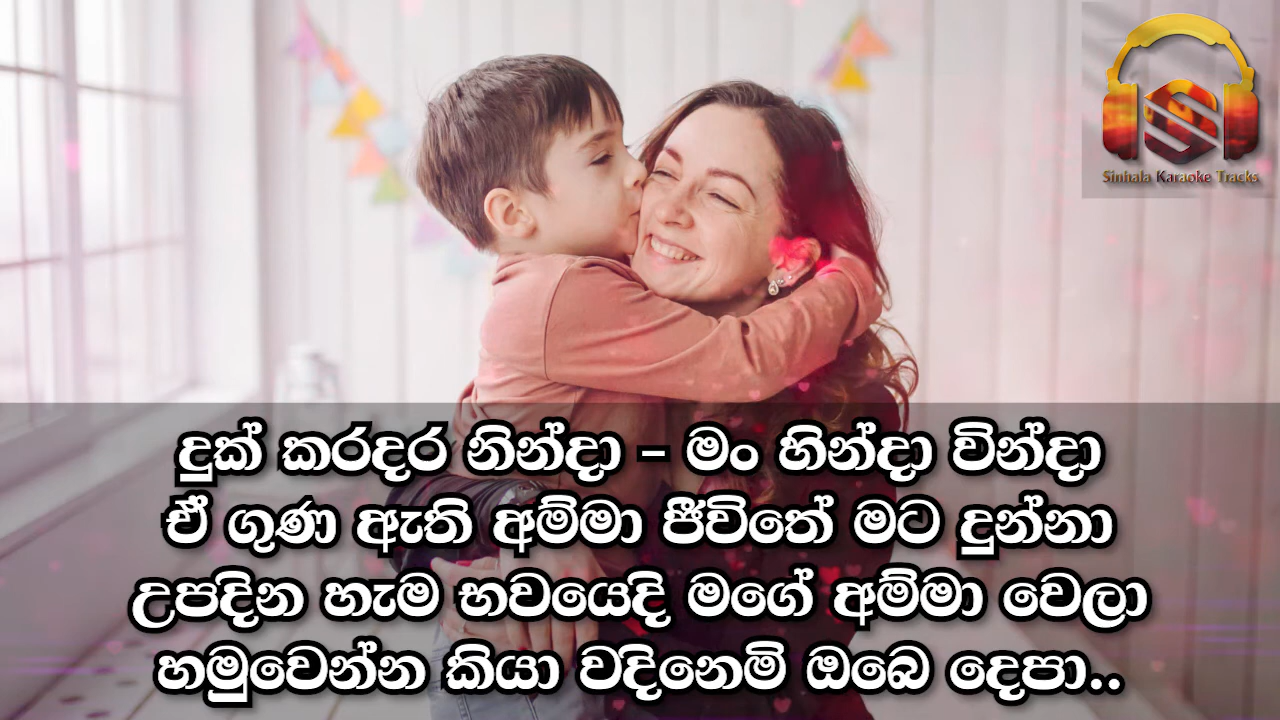 Sinhala Karaoke Tracks
දුක් කරදර නින්දා - මං හින්දා වින්දා
ඒ ගුණ ඇති අම්මා ජීවිතේ මට දුන්නා
උපදින හැම භවයෙදි මගේ අම්මා වෙලා
හමුවෙන්න කියා වදිනෙමි ඔබෙ දෙපා..